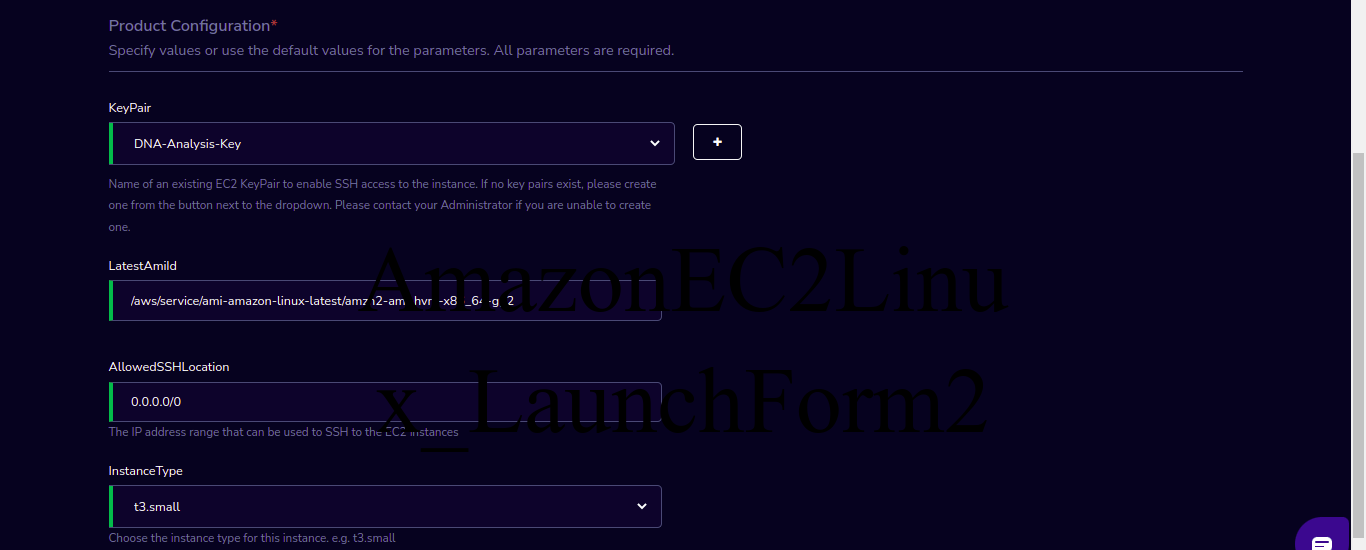 Product Configuration*
Specify values or use the default values for the parameters. All parameters are required.
KeyPair
DNA-Analysis-Key
+
Name of an existing EC2 KeyPair to enable SSH access to the instance. If no key pairs exist, please create
one from the button next to the dropdown. Please contact your Administrator if you are unable to create
one.
AmazonEC2Linu
LatestAmiId
/aws/service/ami-amazon-linux-latest/amzn2-ami-hvm-x86_64-gp2
AllowedSSHLocation
x_LaunchForm2
0.0.0.0/0
The IP address range that can be used to SSH to the EC2 instances
InstanceType
t3.small
Choose the instance type for this instance. e.g. t3.small